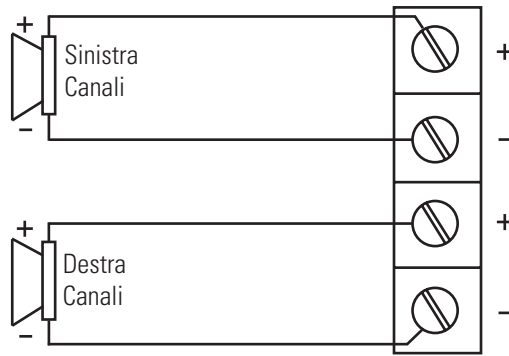 +
Sinistra
Canali
–
+
–
+
Destra
Canali
–
+
–